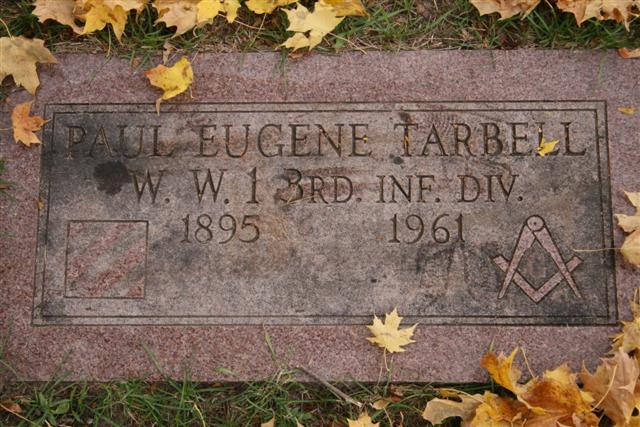 PAUL EUGENE TARBELL
W. W. 1 3RD. INF. DIV.
1895 1961